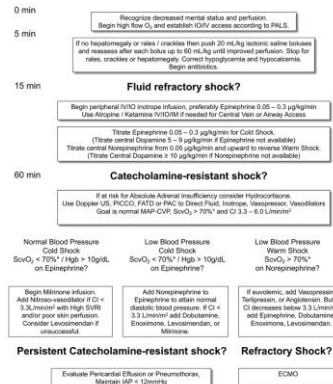 0 min
Recognize decreased mental status and perfusion.
Begin high flow O2 and establish IO/IV access according to PALS.
5 min
If no hepatomegaly or rales / crackles then push 20 mL/kg isotonic saline boluses
and reassess after each bolus up to 60 mL/kg until improved perfusion. Stop for
rales, crackles or hepatomegaly. Correct hypoglycemia and hypocalcemia.
Begin antibiotics.
15 min
Fluid refractory shock?
Begin peripheral IV/IO inotrope infusion, preferably Epinephrine 0.05 – 0.3 µg/kg/min
Use Atropine / Ketamine IV/IO/IM if needed for Central Vein or Airway Access
Titrate Epinephrine 0.05 – 0.3 µg/kg/min for Cold Shock.
(Titrate central Dopamine 5 – 9 µg/kg/min if Epinephrine not available)
Titrate central Norepinephrine from 0.05 µg/kg/min and upward to reverse Warm Shock.
(Titrate Central Dopamine ≥ 10 µg/kg/min if Norepinephrine not available)
60 min
Catecholamine-resistant shock?
If at risk for Absolute Adrenal Insufficiency consider Hydrocortisone.
Use Doppler US, PICCO, FATD or PAC to Direct Fluid, Inotrope, Vasopressor, Vasodilators
Goal is normal MAP-CVP, ScvO2 > 70%* and CI 3.3 – 6.0 L/min/m²
Normal Blood Pressure
Cold Shock
ScvO2 < 70%* / Hgb > 10g/dL
on Epinephrine?
Low Blood Pressure
Cold Shock
ScvO2 < 70%* / Hgb > 10g/dL
on Epinephrine?
Low Blood Pressure
Warm Shock
ScvO2 > 70%*
on Norepinephrine?
Begin Milrinone infusion.
Add Nitroso-vasodilator if CI <
3.3L/min/m² with High SVRI
and/or poor skin perfusion.
Consider Levosimendan if
unsuccessful.
Add Norepinephrine to
Epinephrine to attain normal
diastolic blood pressure. If CI <
3.3 L/min/m² add Dobutamine,
Enoximone, Levosimendan, or
Milrinone.
If euvolemic, add Vasopressin,
Terlipressin, or Angiotensin. But
CI decreases below 3.3 L/min/m
add Epinephrine, Dobutamine
Enoximone, Levosimendan.
Persistent Catecholamine-resistant shock?
Refractory Shock?
Evaluate Pericardial Effusion or Pneumothorax,
Maintain IAP < 12mmHg
ECMO